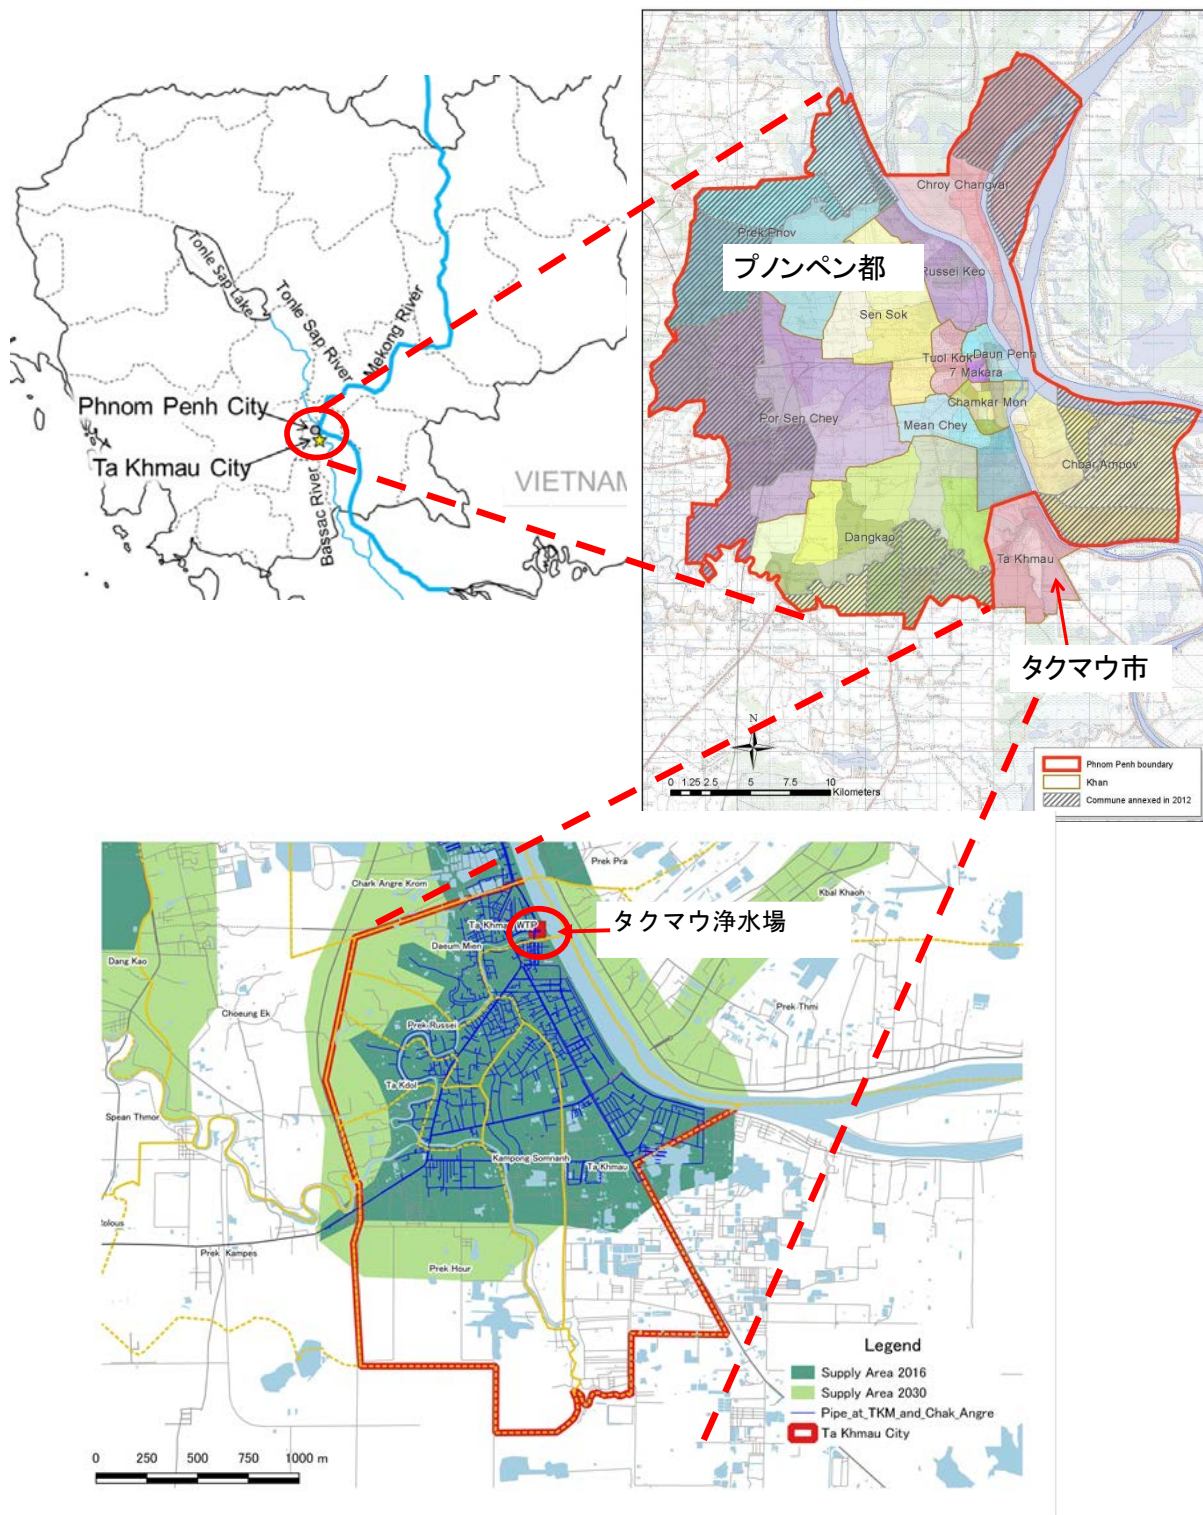 Tonle Sap Lake
Tonle Sap River
Mekong River
Phnom Penh City
Ta Khmau City
Bassac River
VIETNAM
Chroy Changvar
Prek Phov
プノンペン都
Russei Keo
Sen Sok
Tuol Kok
Daun Penh
7 Makara
Chamkar Mon
Por Sen Chey
Mean Chey
Chbar Ampov
Dangkao
Ta Khmau
タクマウ市
N
0 1.25 2.5 5 7.5 10
Kilometers
Phnom Penh boundary
Khan
Commune annexed in 2012
Prek Pra
Chark Angre Krom
Kbal Khaoh
Ta Khmau WTP
タクマウ浄水場
Daeum Mien
Dang Kao
Choeung Ek
Prek Thmi
Prek Russei
Ta Kdol
Spean Thmor
Kampong Somnanh
Ta Khmau
Rolous
Prek Kampes
Prek Hour
Legend
Supply Area 2016
Supply Area 2030
Pipe_at_TKM_and_Chak_Angre
Ta Khmau City
0 250 500 750 1000 m